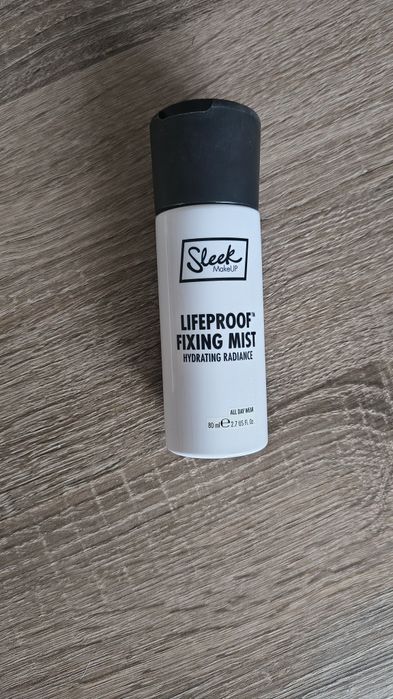 Sleek
MakeUP
LIFEPROOF™
FIXING MIST
HYDRATING RADIANCE
ALL DAY WEAR
80 ml ℮ 2.7 US Fl. Oz.